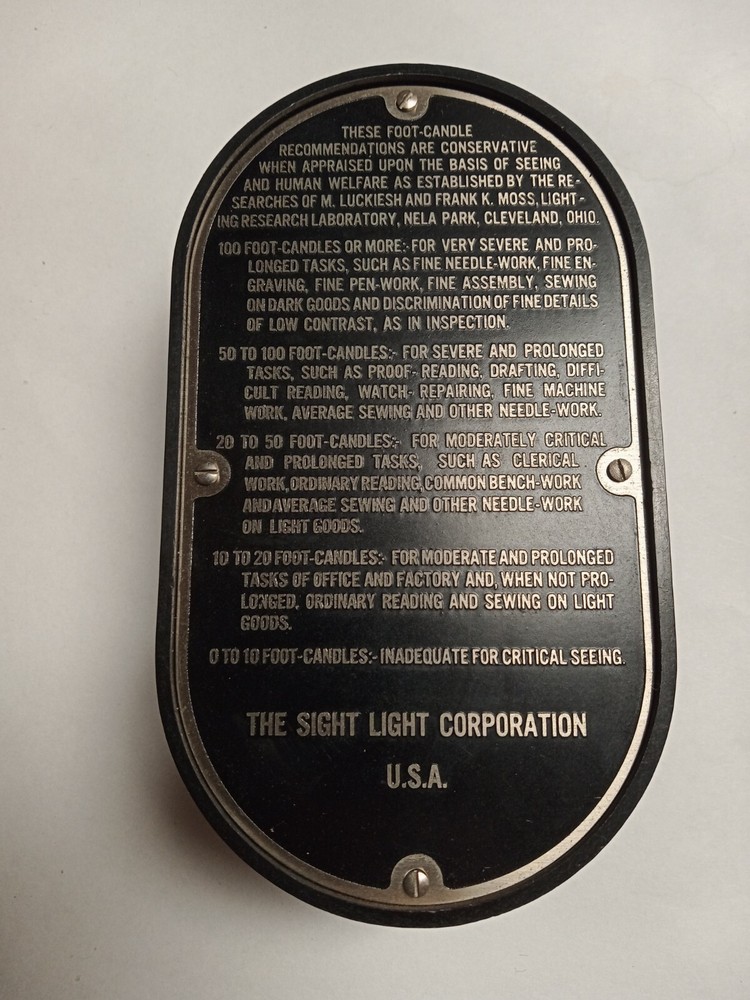 THESE FOOT-CANDLE
RECOMMENDATIONS ARE CONSERVATIVE
WHEN APPRAISED UPON THE BASIS OF SEEING
AND HUMAN WELFARE AS ESTABLISHED BY THE RE-
SEARCHES OF M. LUCKIESH AND FRANK K. MOSS, LIGHT-
ING RESEARCH LABORATORY, NELA PARK, CLEVELAND, OHIO.
100 FOOT-CANDLES OR MORE:- FOR VERY SEVERE AND PRO-
LONGED TASKS, SUCH AS FINE NEEDLE-WORK, FINE EN-
GRAVING, FINE PEN-WORK, FINE ASSEMBLY, SEWING
ON DARK GOODS AND DISCRIMINATION OF FINE DETAILS
OF LOW CONTRAST, AS IN INSPECTION.
50 TO 100 FOOT-CANDLES:- FOR SEVERE AND PROLONGED
TASKS, SUCH AS PROOF-READING, DRAFTING, DIFFI-
CULT READING, WATCH-REPAIRING, FINE MACHINE
WORK, AVERAGE SEWING AND OTHER NEEDLE-WORK.
20 TO 50 FOOT-CANDLES:- FOR MODERATELY CRITICAL
AND PROLONGED TASKS, SUCH AS CLERICAL
WORK, ORDINARY READING, COMMON BENCH-WORK
AND AVERAGE SEWING AND OTHER NEEDLE-WORK
ON LIGHT GOODS.
10 TO 20 FOOT-CANDLES:- FOR MODERATE AND PROLONGED
TASKS OF OFFICE AND FACTORY AND, WHEN NOT PRO-
LONGED, ORDINARY READING AND SEWING ON LIGHT
GOODS.
0 TO 10 FOOT-CANDLES:- INADEQUATE FOR CRITICAL SEEING.
THE SIGHT LIGHT CORPORATION
U.S.A.